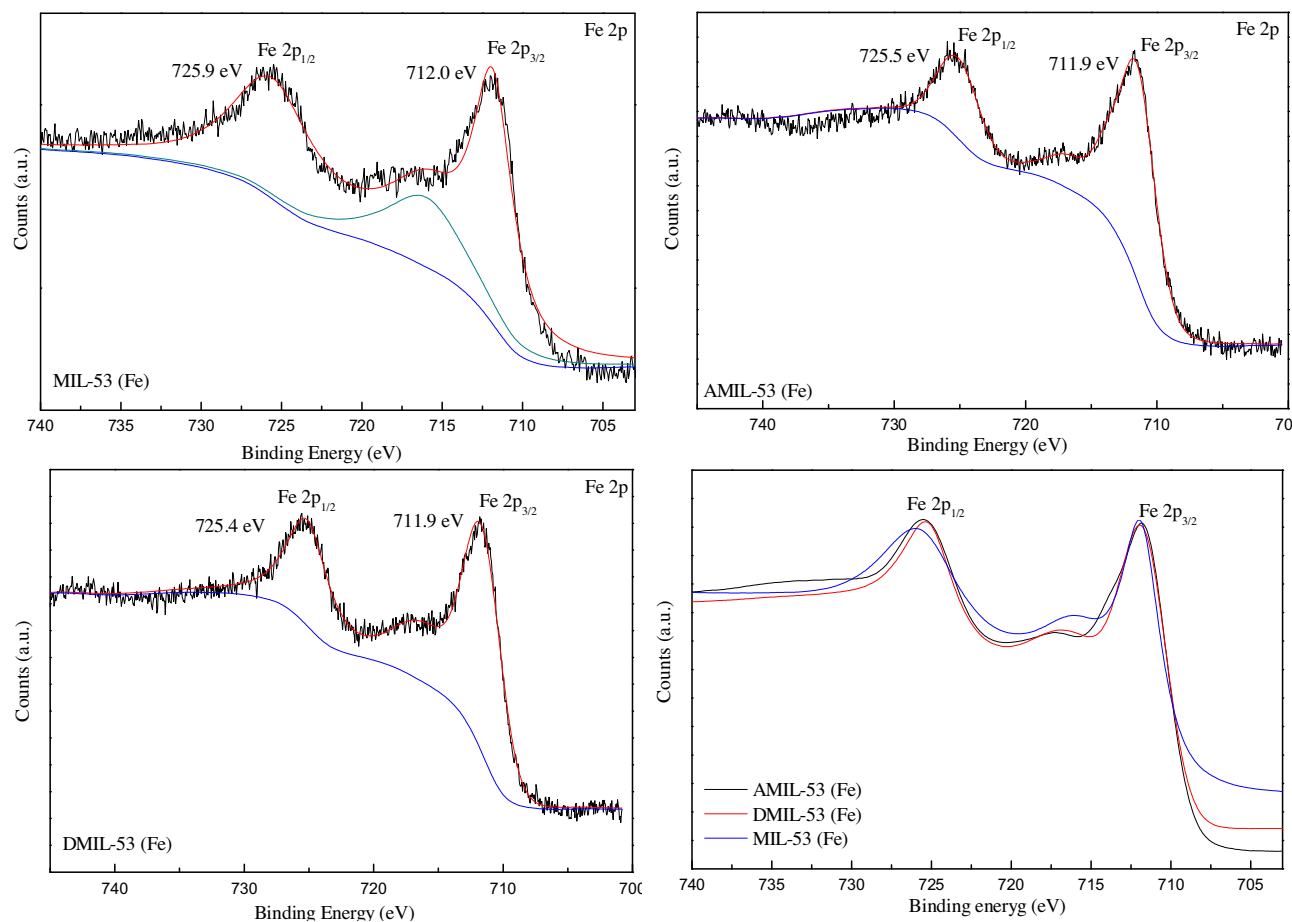 Fe 2p
Fe 2p1/2
Fe 2p3/2
725.9 eV
712.0 eV
Counts (a.u.)
MIL-53 (Fe)
740 735 730 725 720 715 710 705
Binding Energy (eV)
Fe 2p
Fe 2p1/2
Fe 2p3/2
725.5 eV
711.9 eV
Counts (a.u.)
AMIL-53 (Fe)
740 730 720 710 70
Binding Energy (eV)
Fe 2p
Fe 2p1/2
Fe 2p3/2
725.4 eV
711.9 eV
Counts (a.u.)
DMIL-53 (Fe)
740 730 720 710 700
Binding Energy (eV)
Fe 2p1/2
Fe 2p3/2
Counts (a.u.)
AMIL-53 (Fe)
DMIL-53 (Fe)
MIL-53 (Fe)
740 735 730 725 720 715 710 705
Binding eneryg (eV)